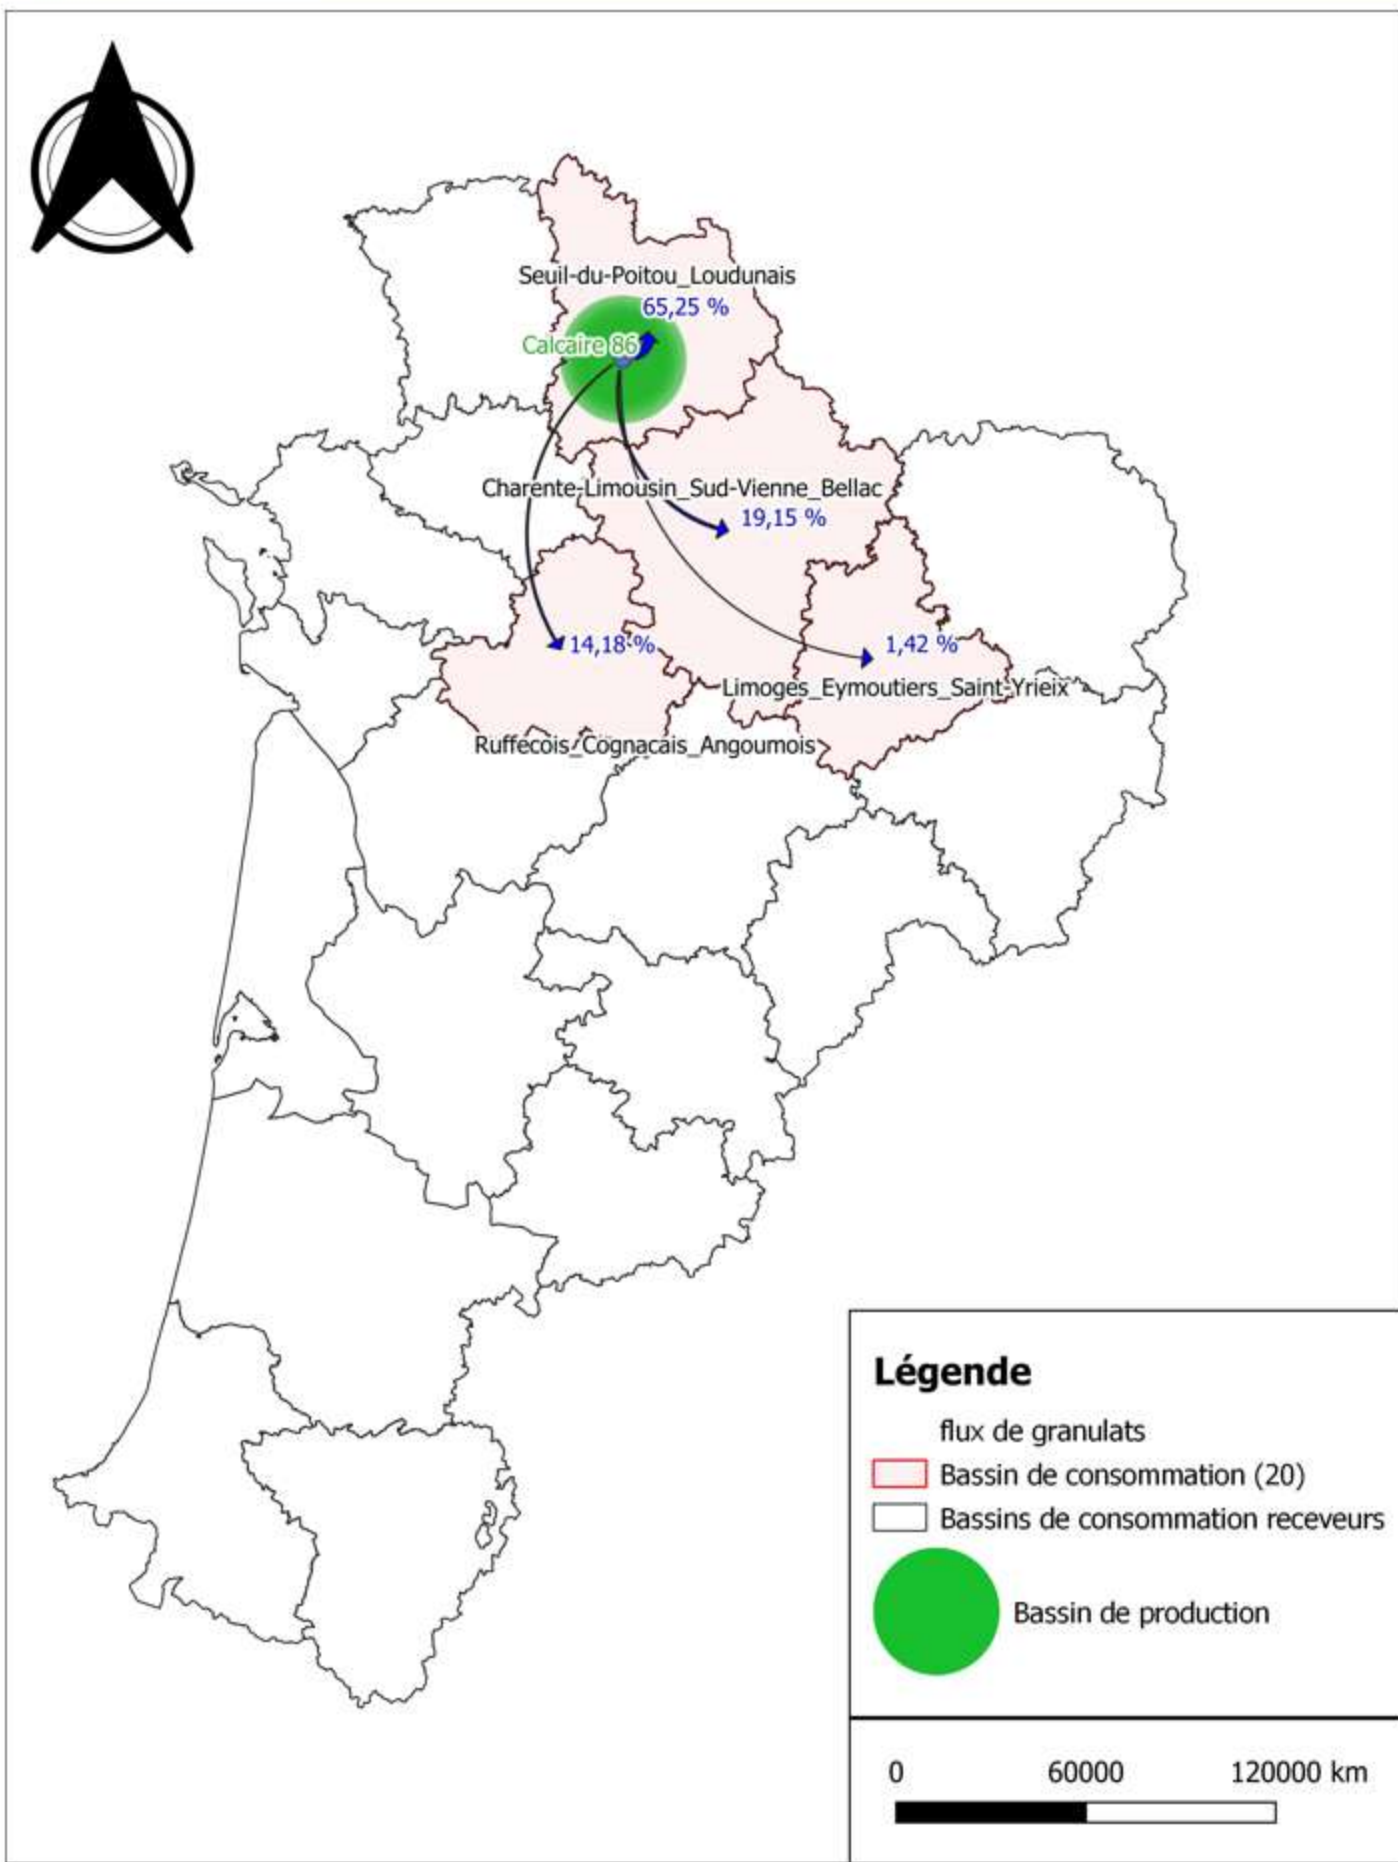 Seuil-du-Poitou_Loudunais
65,25 %
Calcaire 86
Charente-Limousin_Sud-Vienne_Bellac
19,15 %
14,18 %
1,42 %
Limoges_Eymoutiers_Saint-Yrieix
Ruffecois_Cognacais_Angoumois
Légende
flux de granulats
Bassin de consommation (20)
Bassins de consommation receveurs
Bassin de production
0 60000 120000 km